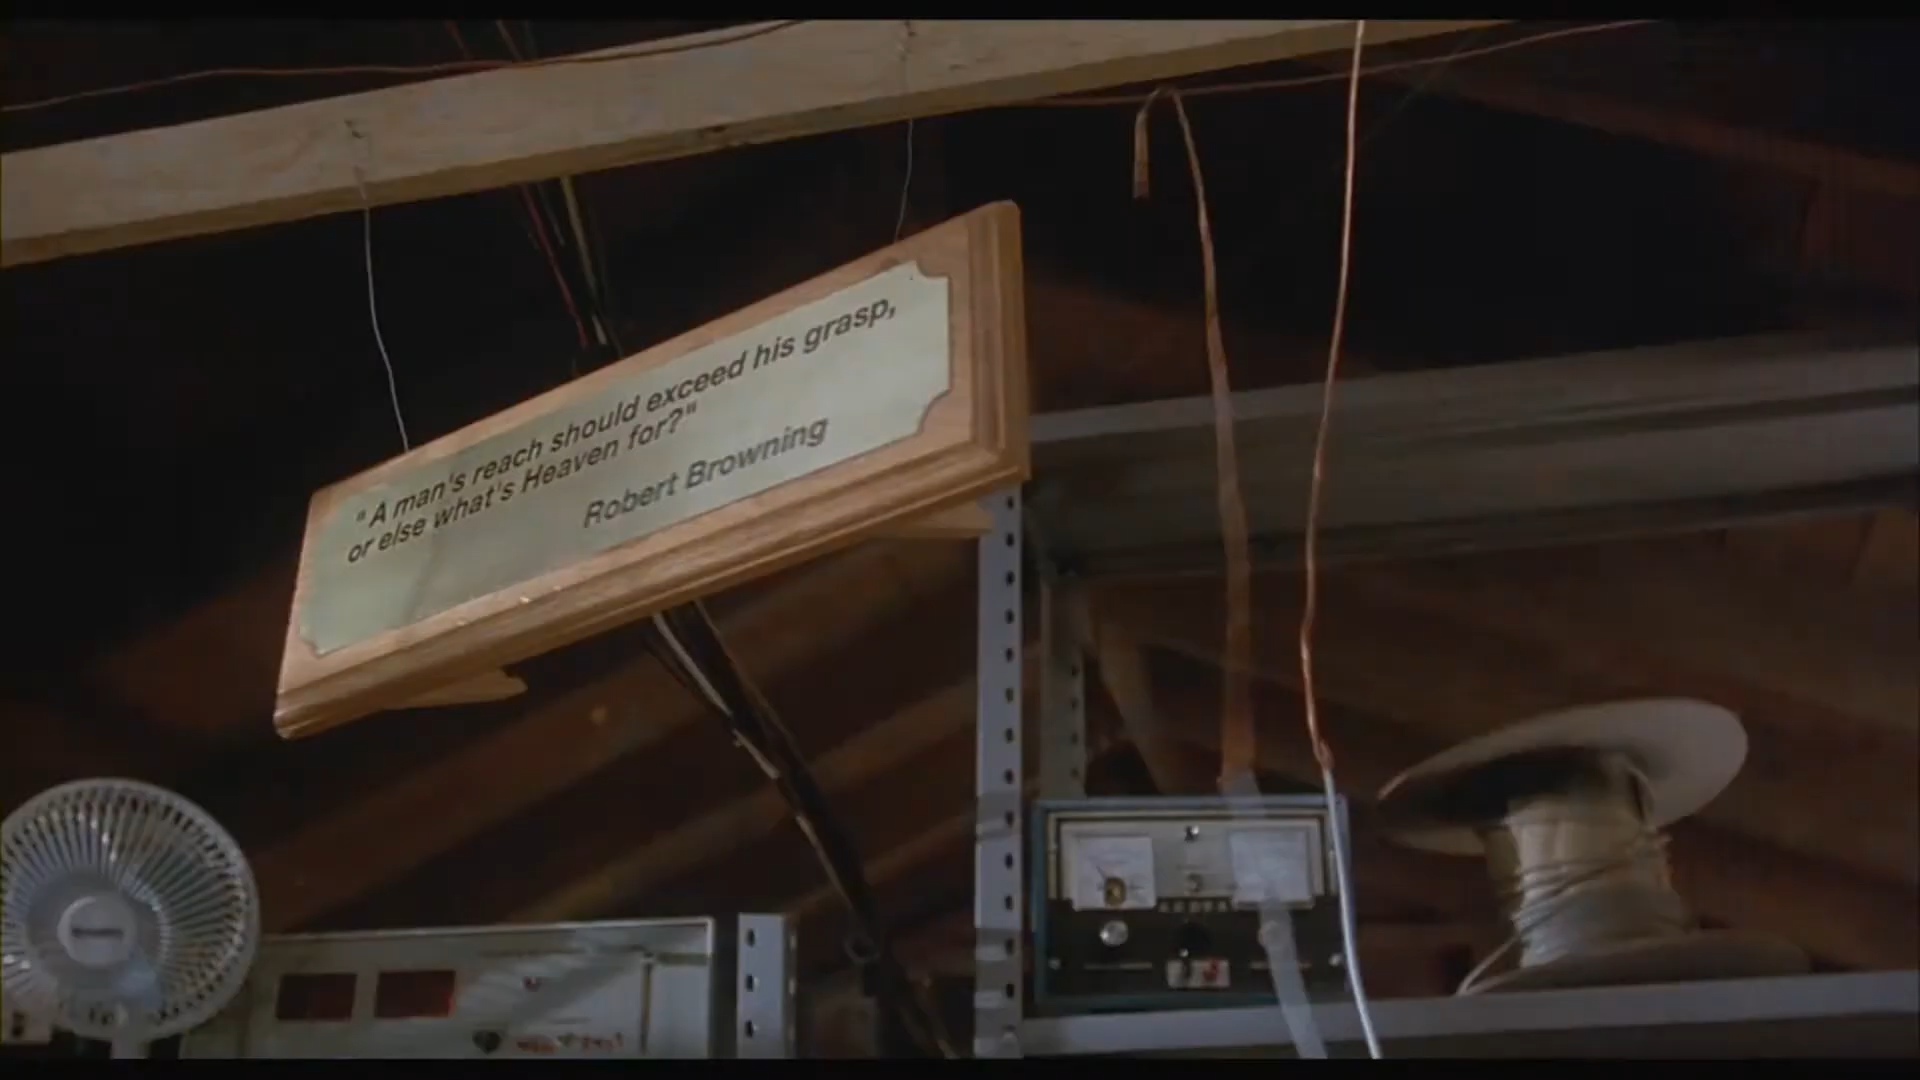 "A man's reach should exceed his grasp,
or else what's Heaven for?"
Robert Browning